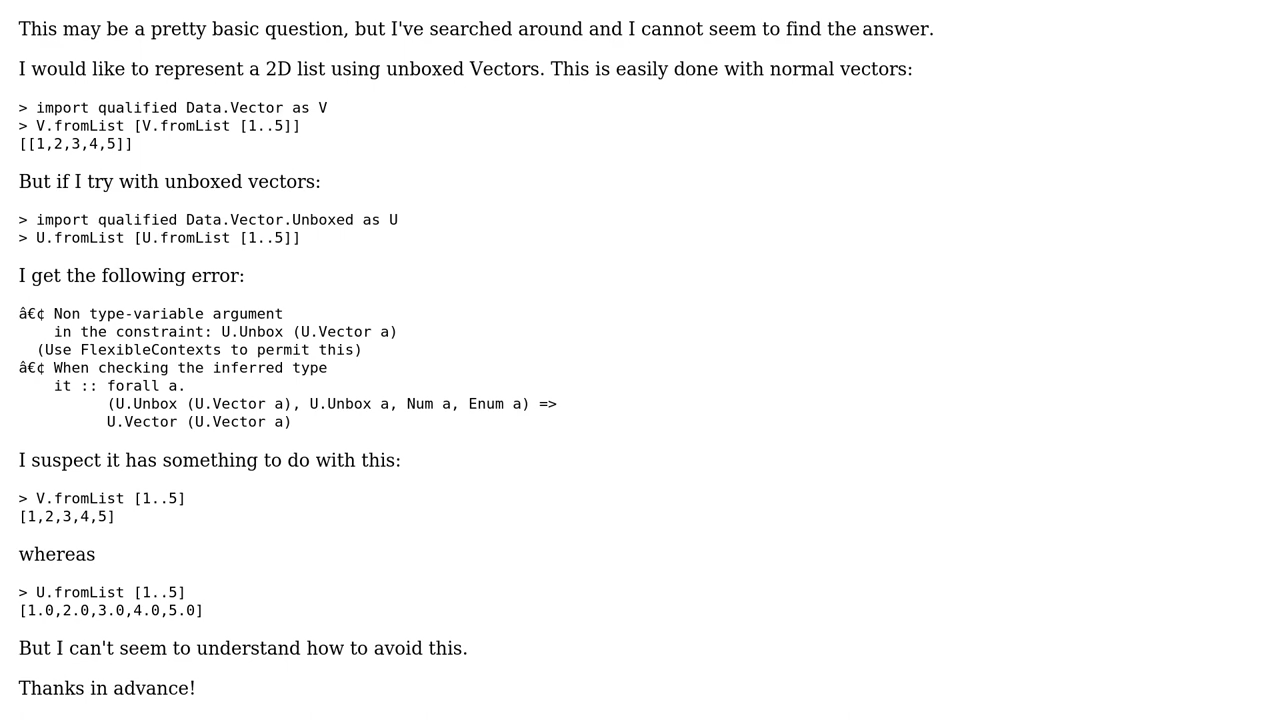 This may be a pretty basic question, but I've searched around and I cannot seem to find the answer.
I would like to represent a 2D list using unboxed Vectors. This is easily done with normal vectors:
> import qualified Data.Vector as V
> V.fromList [V.fromList [1..5]]
[[1,2,3,4,5]]
But if I try with unboxed vectors:
> import qualified Data.Vector.Unboxed as U
> U.fromList [U.fromList [1..5]]
I get the following error:
â€¢ Non type-variable argument
    in the constraint: U.Unbox (U.Vector a)
  (Use FlexibleContexts to permit this)
â€¢ When checking the inferred type
    it :: forall a.
          (U.Unbox (U.Vector a), U.Unbox a, Num a, Enum a) =>
          U.Vector (U.Vector a)
I suspect it has something to do with this:
> V.fromList [1..5]
[1,2,3,4,5]
whereas
> U.fromList [1..5]
[1.0,2.0,3.0,4.0,5.0]
But I can't seem to understand how to avoid this.
Thanks in advance!